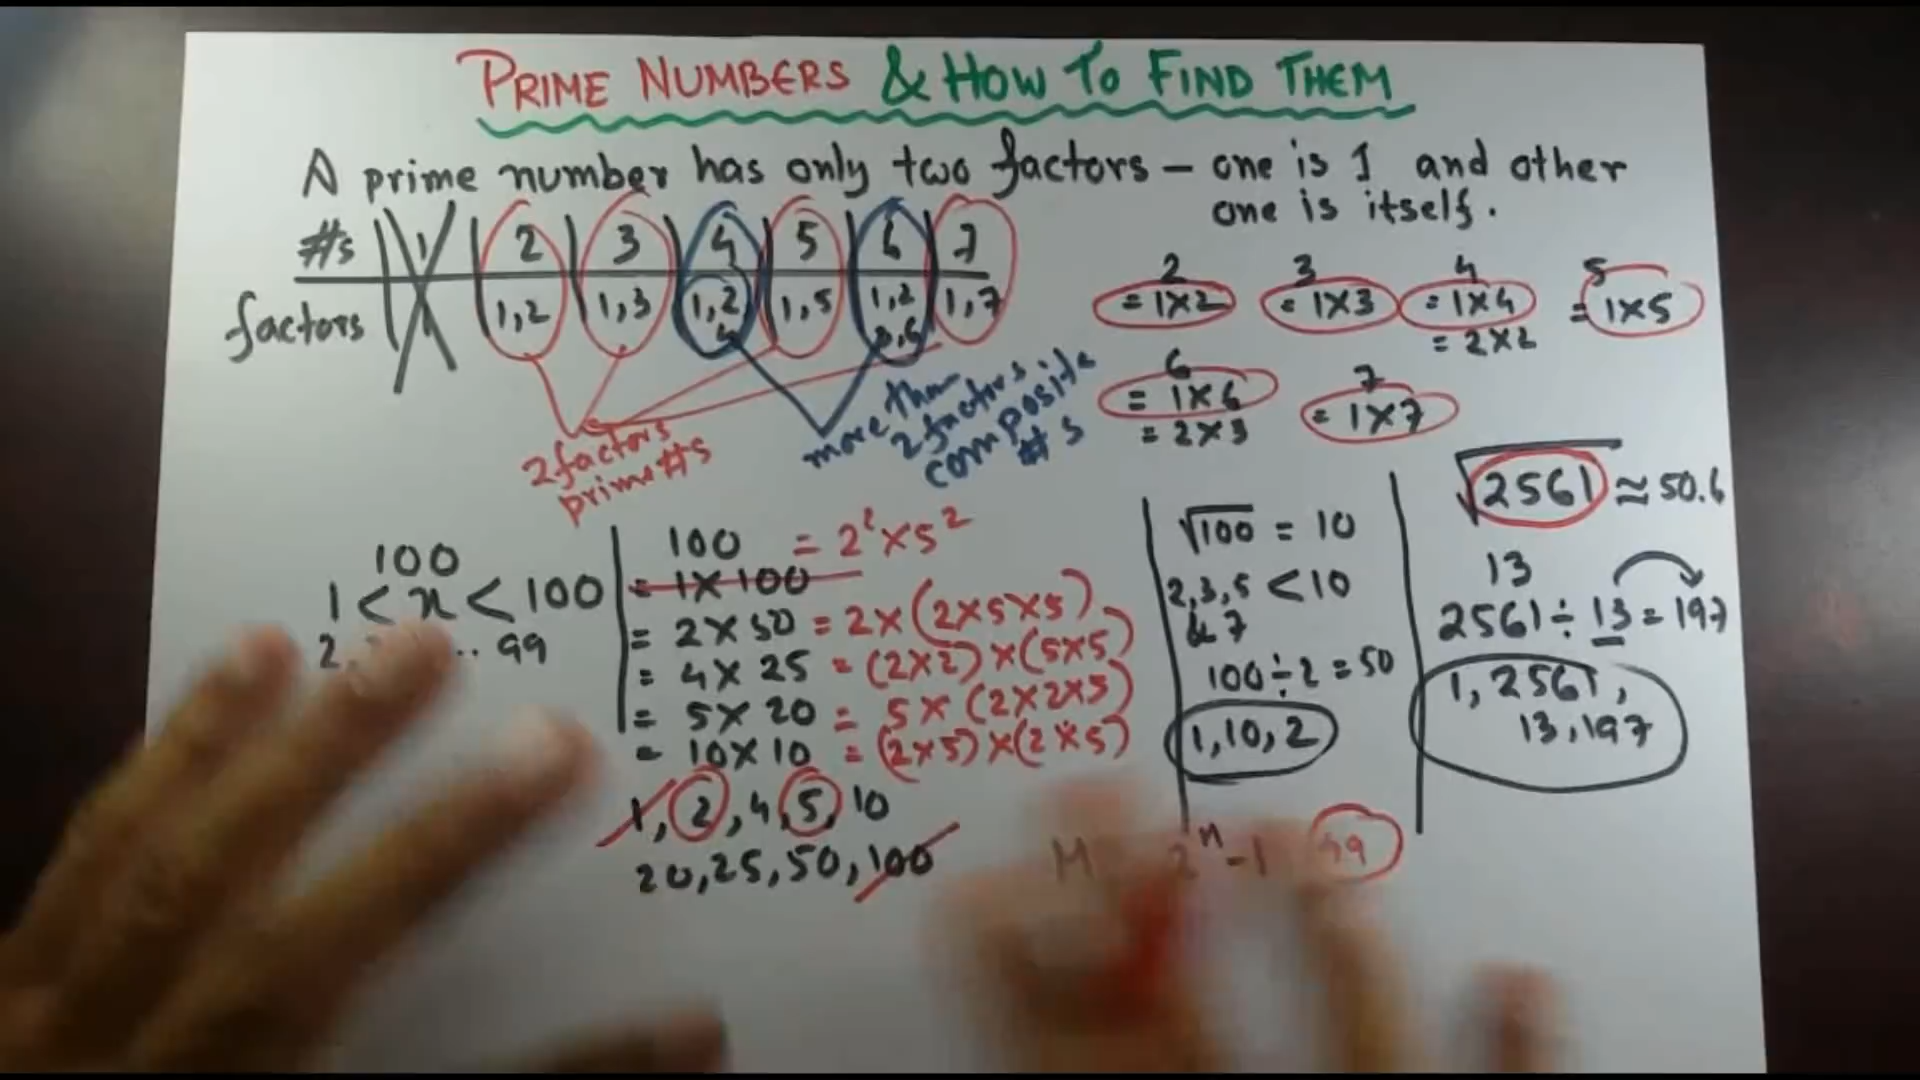 PRIME NUMBERS & HOW TO FIND THEM
A prime number has only two factors – one is 1 and other
one is itself.
#s 1 2 3 4 5 6 7
factors 1 1,2 1,3 1,2 1,5 1,2 1,7
4 3,6
2 factors
prime #s
more than
2 factors
composite
#s
2 3 4 5
= 1×2 = 1×3 = 1×4 = 1×5
= 2×2
6 7
= 1×6 = 1×7
= 2×3
100
1 < x < 100
2, .. 99
100 = 2² × 5²
= 1 × 100
= 2 × 50 = 2 × (2×5×5)
= 4 × 25 = (2×2) × (5×5)
= 5 × 20 = 5 × (2×2×5)
= 10 × 10 = (2×5) × (2×5)
1, 2, 4, 5, 10
20, 25, 50, 100
√100 = 10
2,3,5 < 10
& 7
100 ÷ 2 = 50
1, 10, 2
√2561 ≈ 50.6
13
2561 ÷ 13 = 197
1, 2561,
13, 197
M 2ⁿ - 1